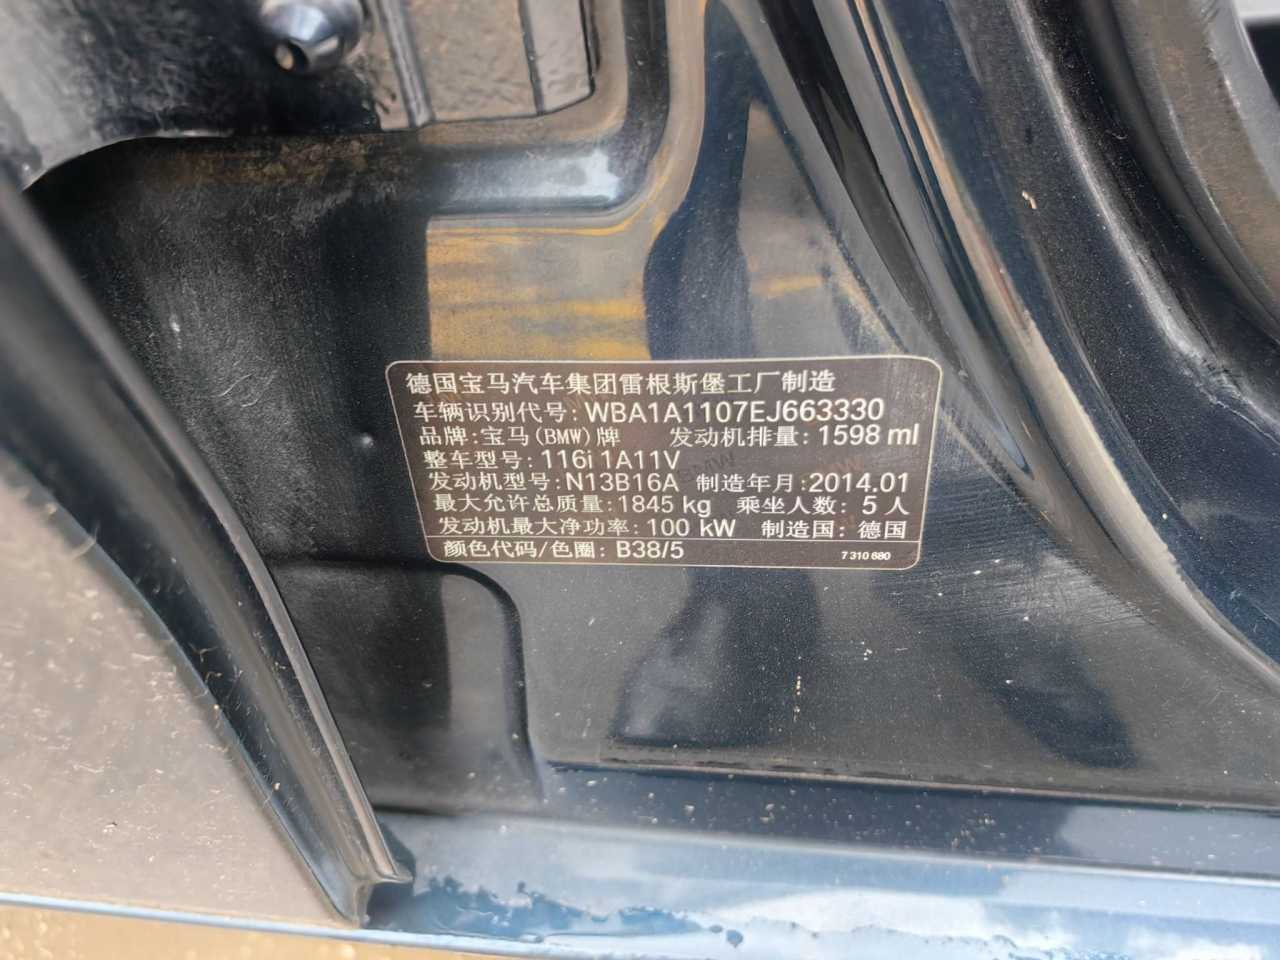 德国宝马汽车集团雷根斯堡工厂制造
车辆识别代号: WBA1A1107EJ663330
品牌: 宝马(BMW)牌 发动机排量: 1598 ml
整车型号: 116i 1A11V
发动机型号: N13B16A 制造年月: 2014.01
最大允许总质量: 1845 kg 乘坐人数: 5 人
发动机最大净功率: 100 kW 制造国: 德国
颜色代码/色圈: B38/5 7 310 680